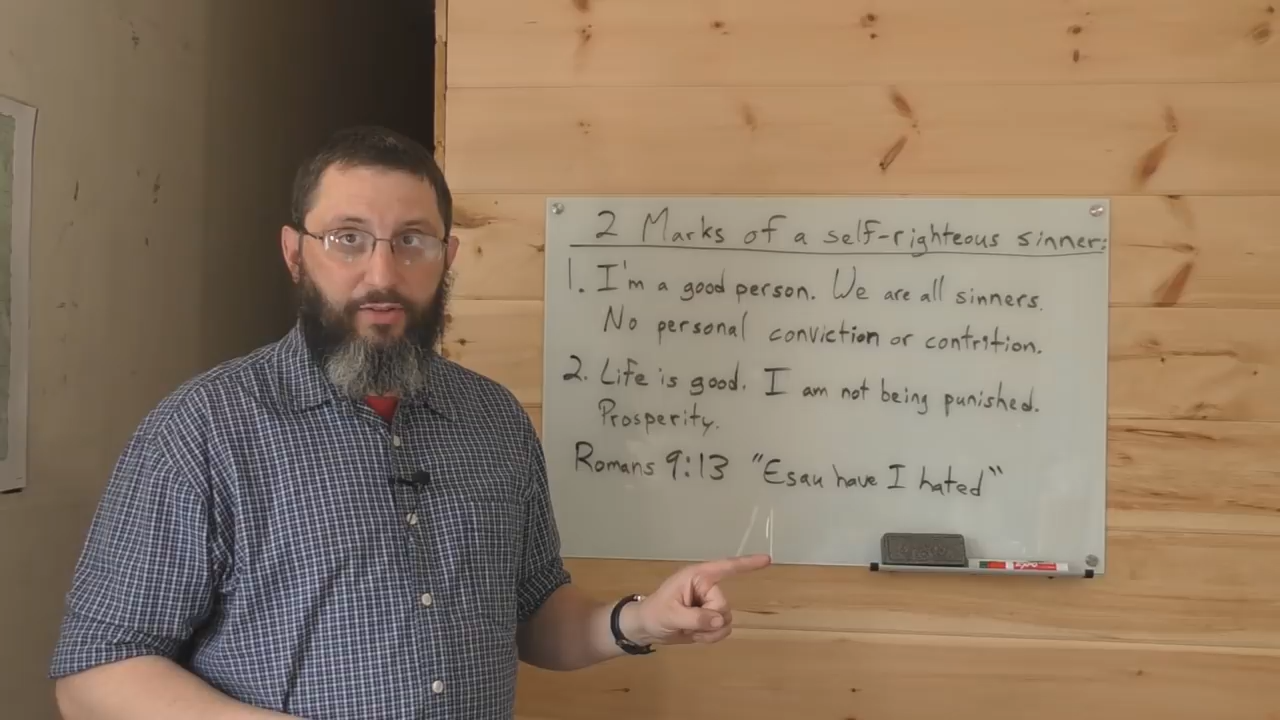 2 Marks of a self-righteous sinner:
1. I'm a good person. We are all sinners.
No personal conviction or contrition.
2. Life is good. I am not being punished.
Prosperity.
Romans 9:13 "Esau have I hated"
EXPO